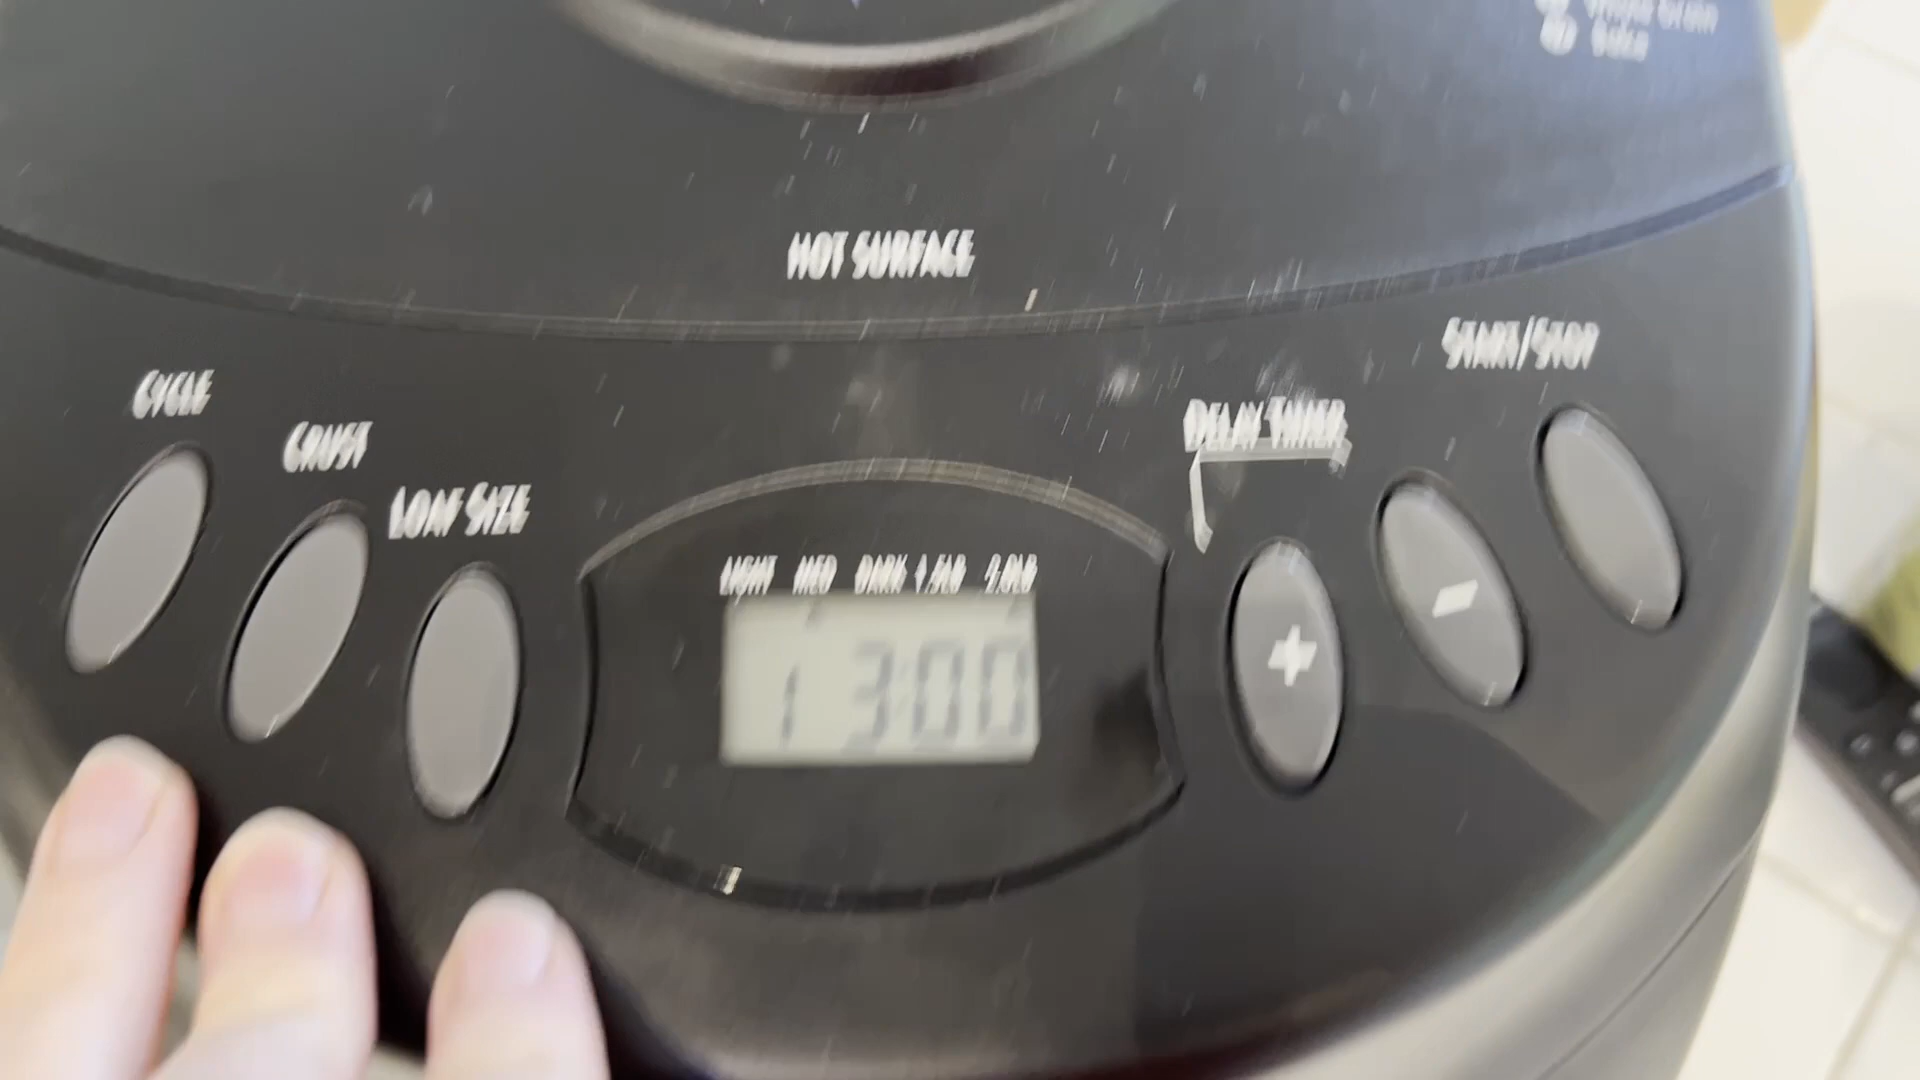 Bake
HOT SURFACE
START/STOP
CYCLE
CRUST
DELAY TIMER
LOAF SIZE
LIGHT MED DARK 1.5LB 2.0LB
1 3:00
+
-